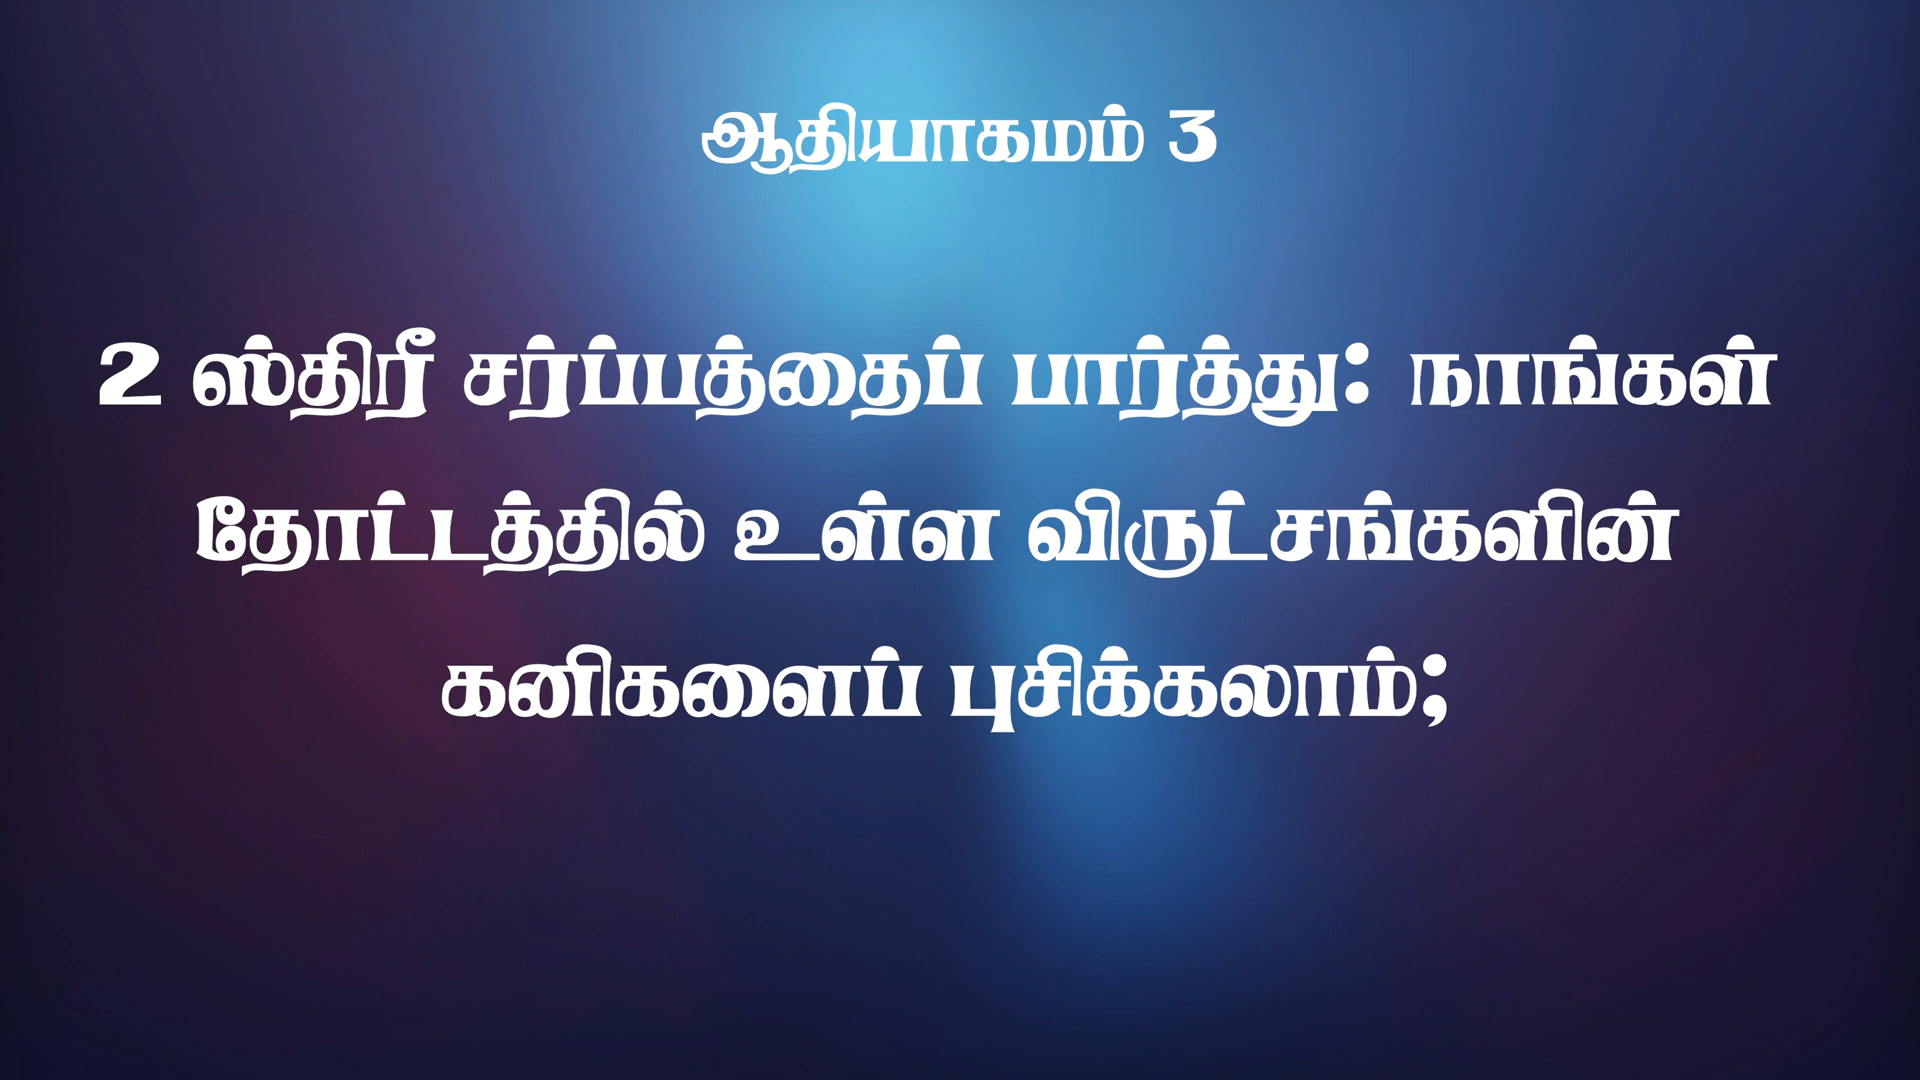 ஆதியாகமம் 3
2 ஸ்திரீ சர்ப்பத்தைப் பார்த்து: நாங்கள்
தோட்டத்தில் உள்ள விருட்சங்களின்
கனிகளைப் புசிக்கலாம்;